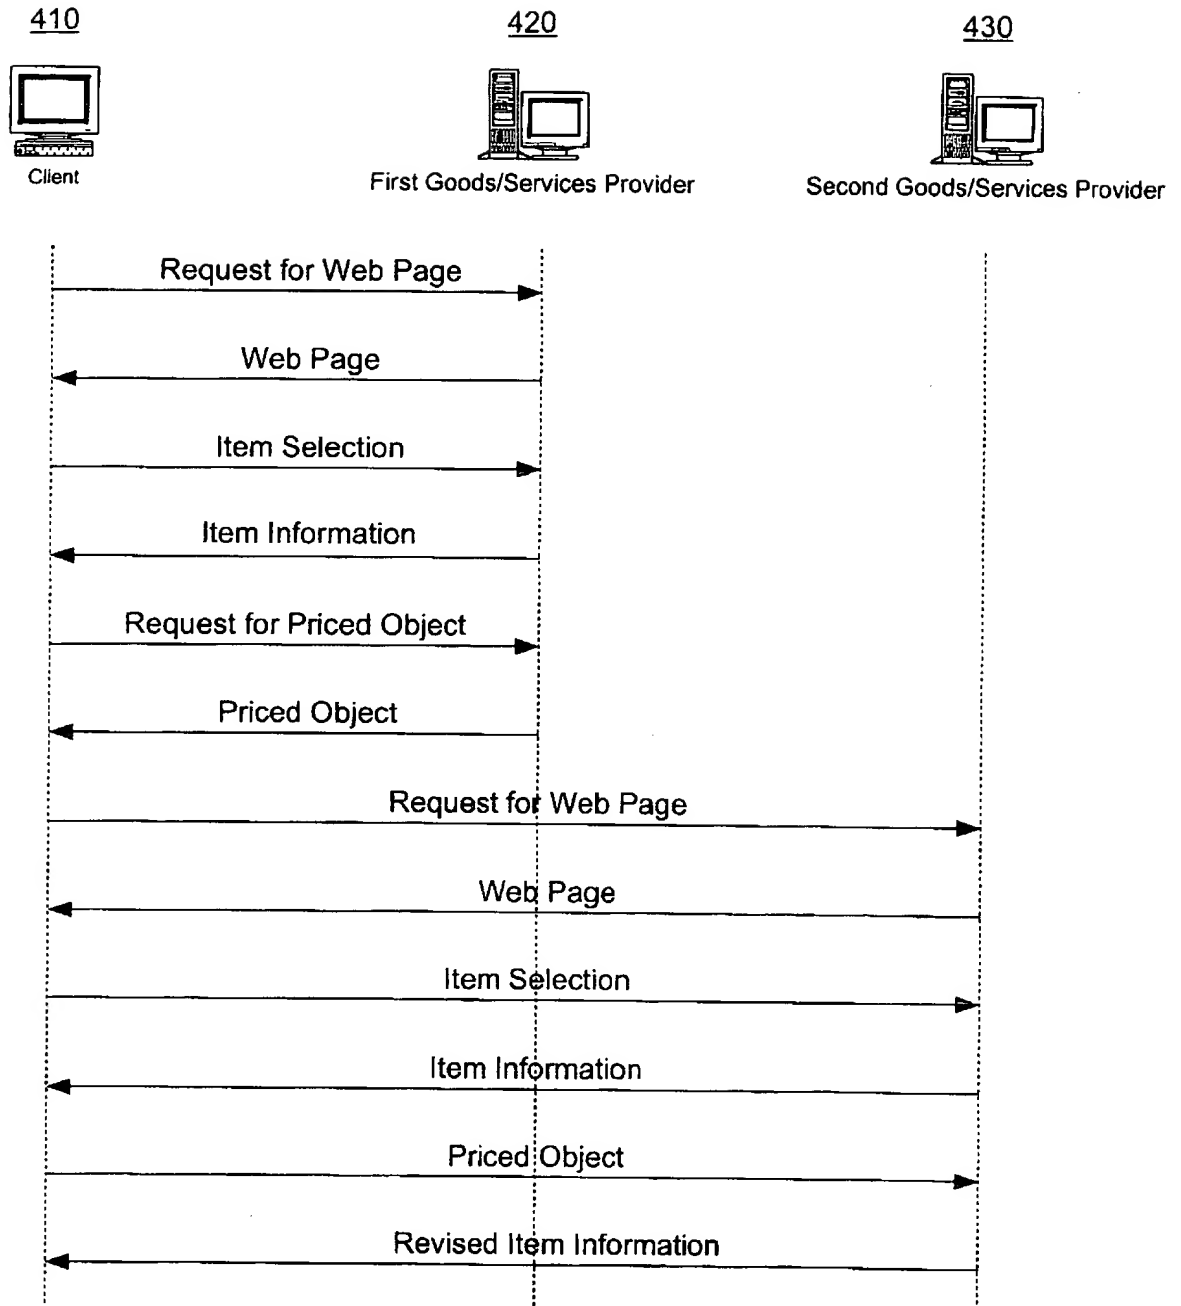 410
420
430
Client
First Goods/Services Provider
Second Goods/Services Provider
Request for Web Page
Web Page
Item Selection
Item Information
Request for Priced Object
Priced Object
Request for Web Page
Web Page
Item Selection
Item Information
Priced Object
Revised Item Information